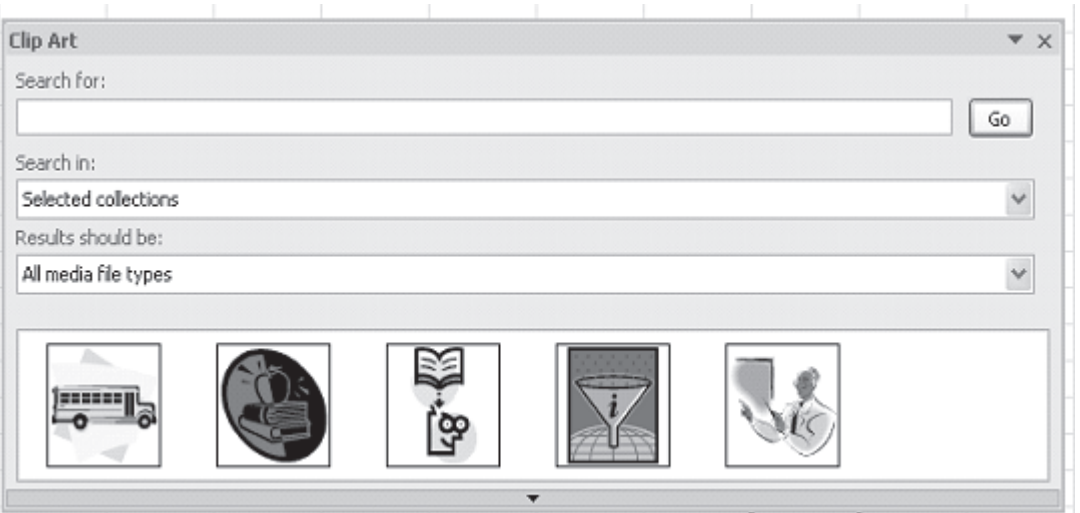 Clip Art
Search for:
Go
Search in:
Selected collections
Results should be:
All media file types
i